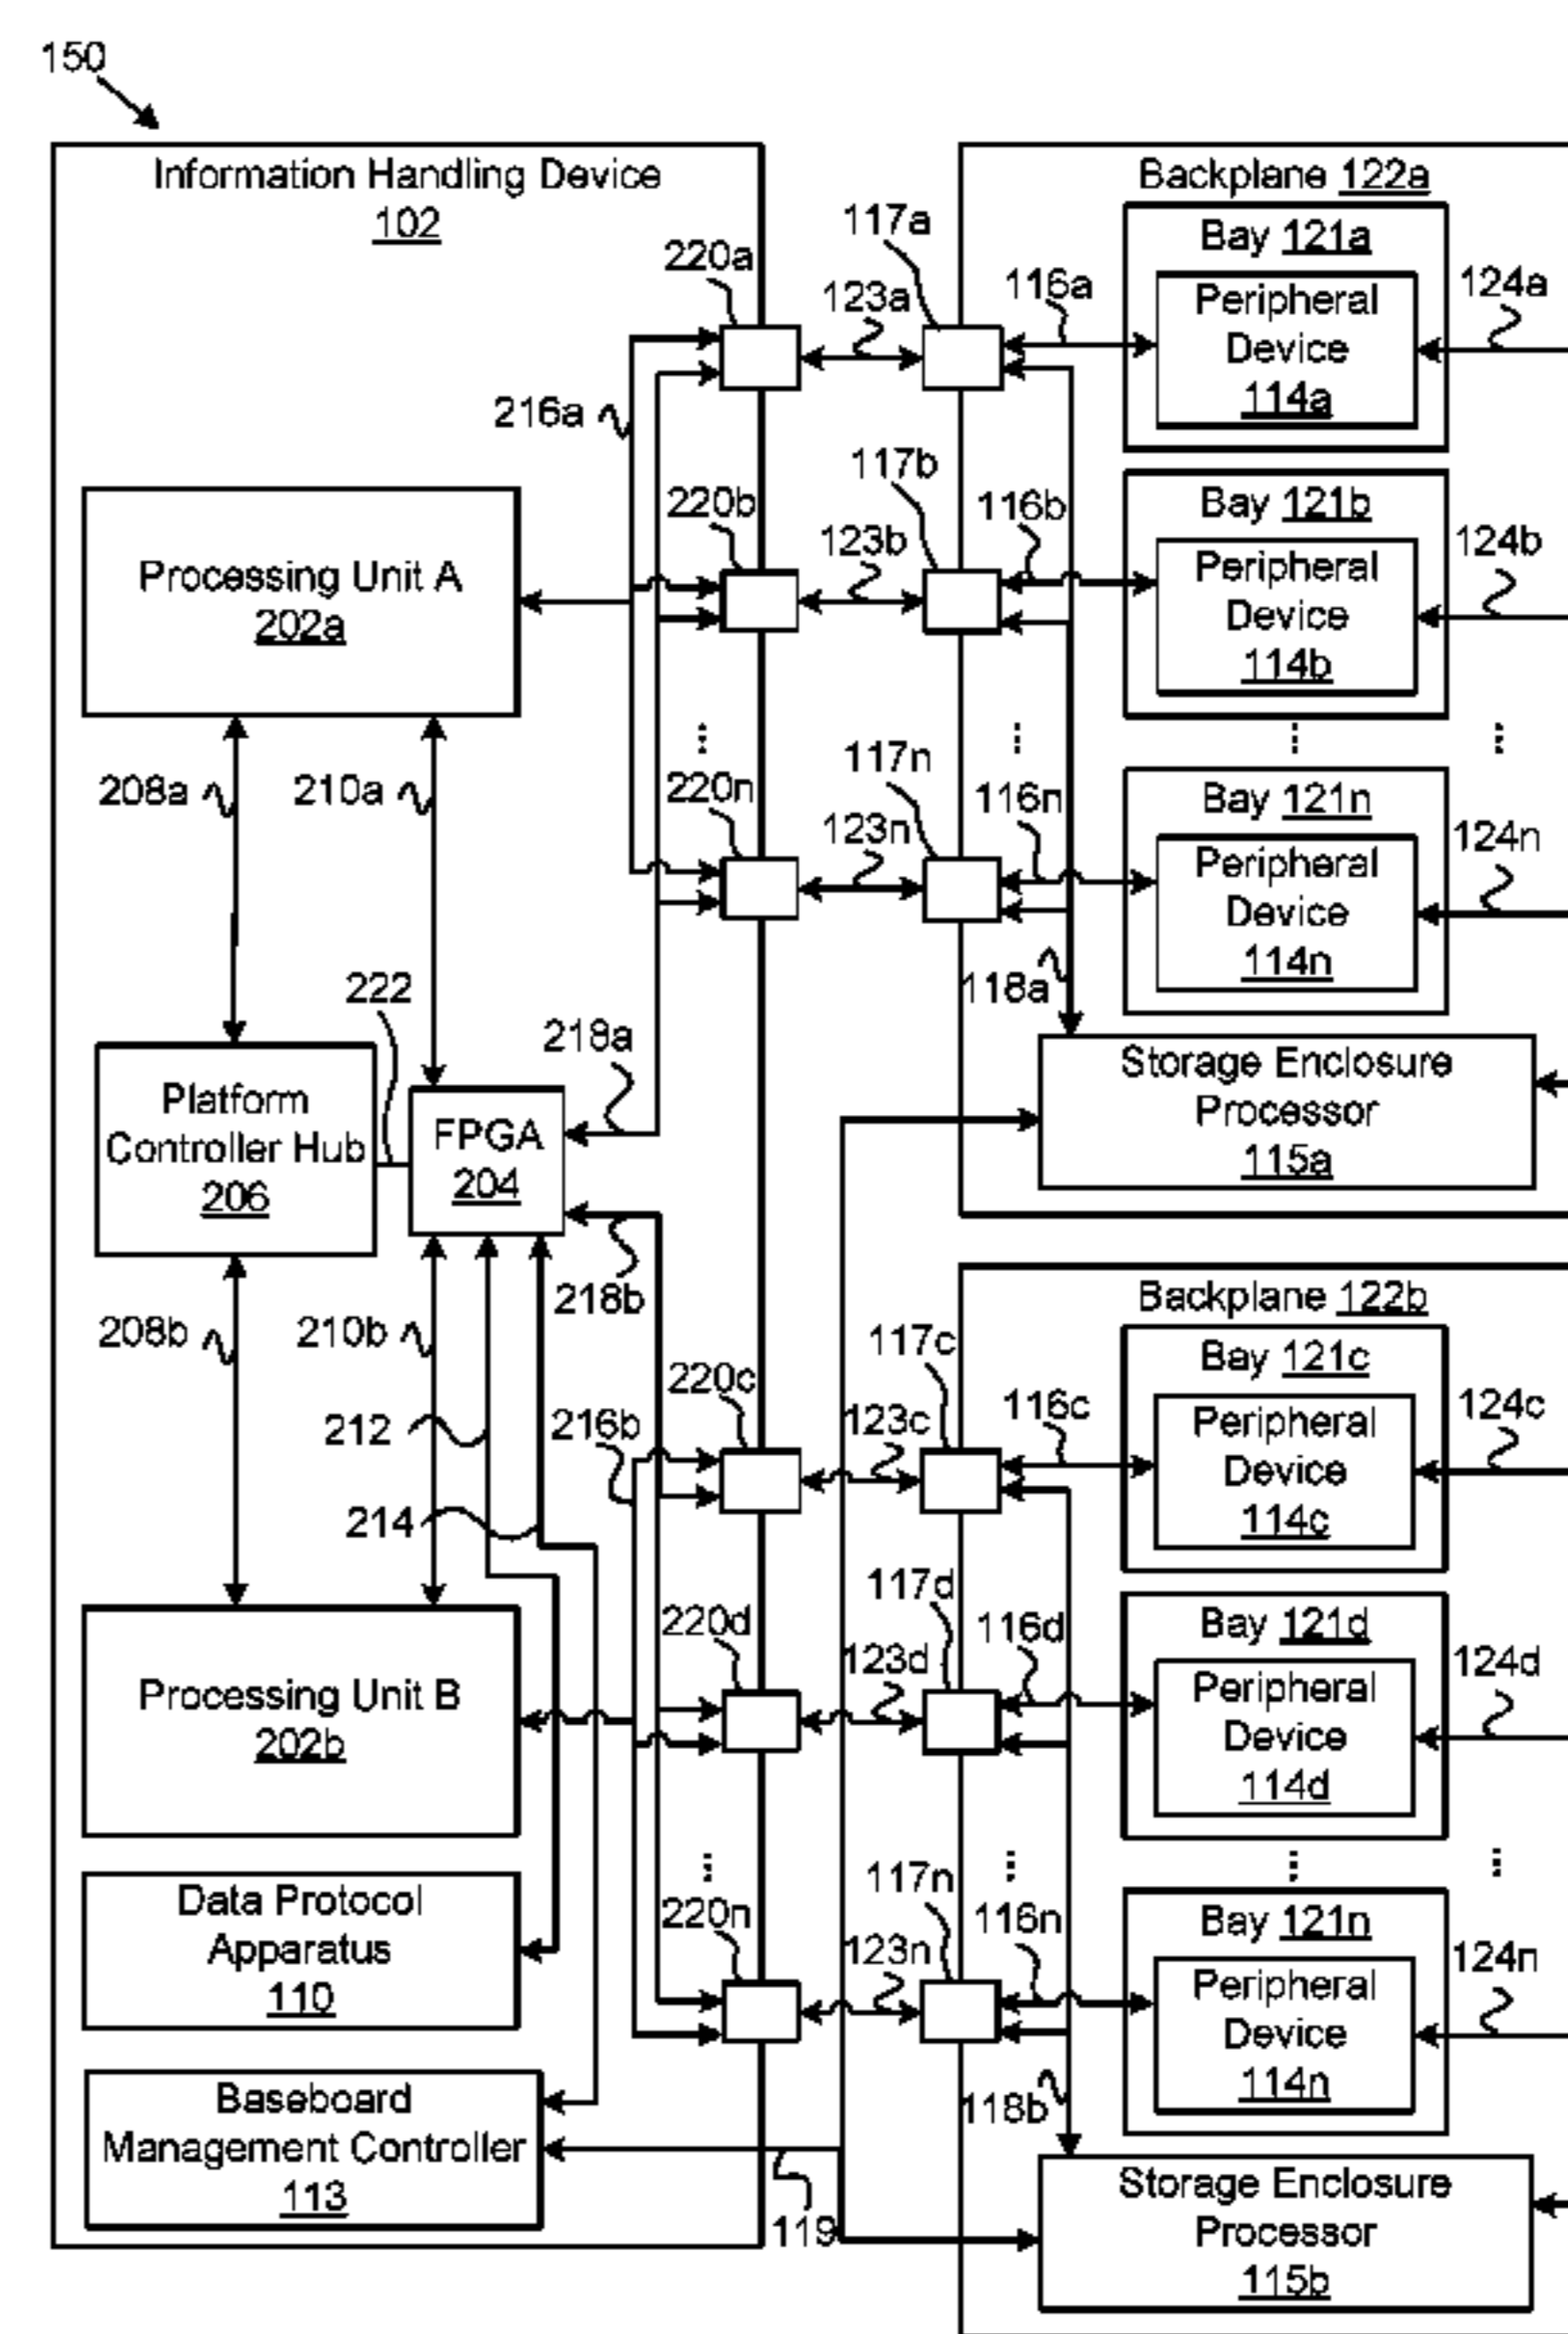 150
Information Handling Device
102
220a
216a
220b
Processing Unit A
202a
208a
210a
220n
222
218a
Platform
Controller Hub
206
FPGA
204
218b
208b
210b
220c
212
216b
214
220d
Processing Unit B
202b
Data Protocol
Apparatus
110
220n
Baseboard
Management Controller
113
119
123a
123b
123n
123c
123d
123n
Backplane 122a
117a
116a
Bay 121a
Peripheral
Device
114a
124a
117b
116b
Bay 121b
Peripheral
Device
114b
124b
117n
116n
Bay 121n
Peripheral
Device
114n
124n
118a
Storage Enclosure
Processor
115a
Backplane 122b
117c
116c
Bay 121c
Peripheral
Device
114c
124c
117d
116d
Bay 121d
Peripheral
Device
114d
124d
117n
116n
Bay 121n
Peripheral
Device
114n
124n
118b
Storage Enclosure
Processor
115b